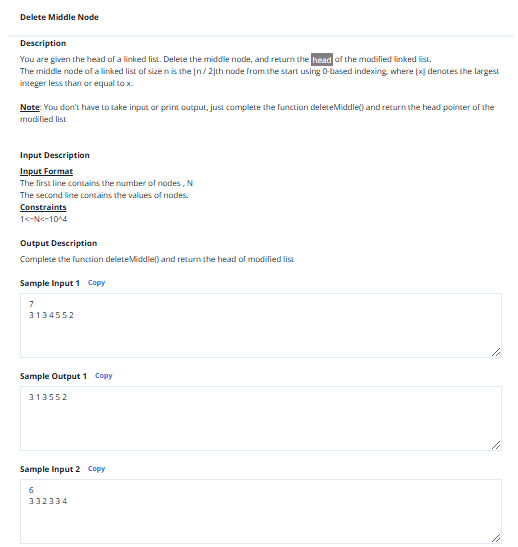 Delete Middle Node
Description
You are given the head of a linked list. Delete the middle node, and return the head of the modified linked list.
The middle node of a linked list of size n is the ⌊n / 2⌋th node from the start using 0-based indexing, where ⌊x⌋ denotes the largest
integer less than or equal to x.
Note: You don't have to take input or print output, just complete the function deleteMiddle() and return the head pointer of the
modified list
Input Description
Input Format
The first line contains the number of nodes , N
The second line contains the values of nodes.
Constraints
1<=N<=10^4
Output Description
Complete the function deleteMiddle() and return the head of modified list
Sample Input 1 Copy
7
3 1 3 4 5 5 2
Sample Output 1 Copy
3 1 3 5 5 2
Sample Input 2 Copy
6
3 3 2 3 3 4